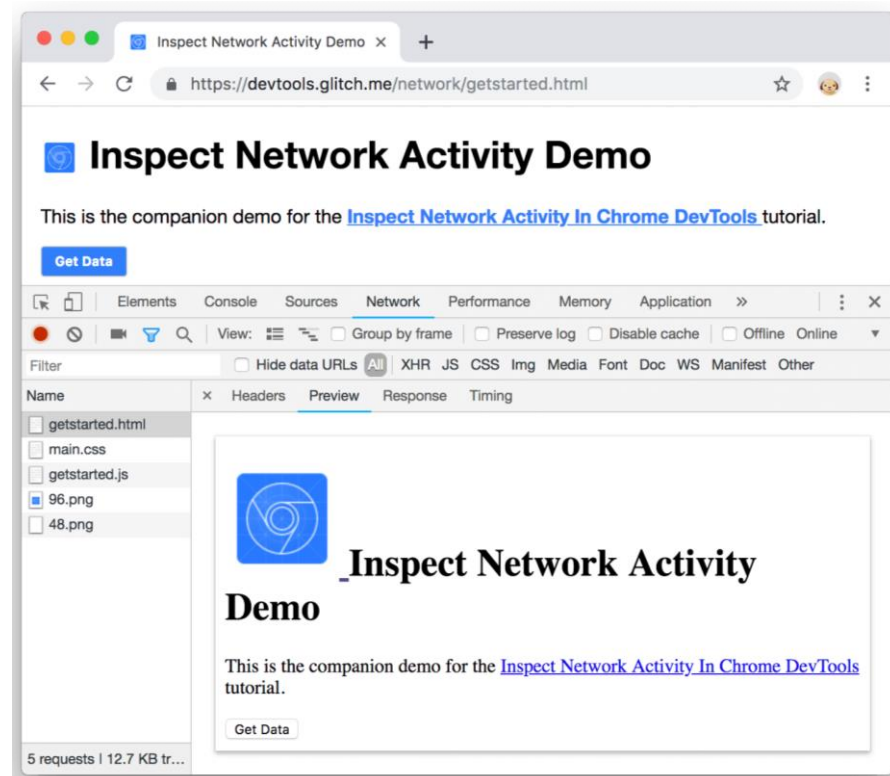 Inspect Network Activity Demo
https://devtools.glitch.me/network/getstarted.html
Inspect Network Activity Demo
This is the companion demo for the Inspect Network Activity In Chrome DevTools tutorial.
Get Data
Elements Console Sources Network Performance Memory Application »
View: Group by frame Preserve log Disable cache Offline Online
Filter Hide data URLs All XHR JS CSS Img Media Font Doc WS Manifest Other
Name × Headers Preview Response Timing
getstarted.html
main.css
getstarted.js
96.png
48.png
Inspect Network Activity
Demo
This is the companion demo for the Inspect Network Activity In Chrome DevTools
tutorial.
Get Data
5 requests | 12.7 KB tr...